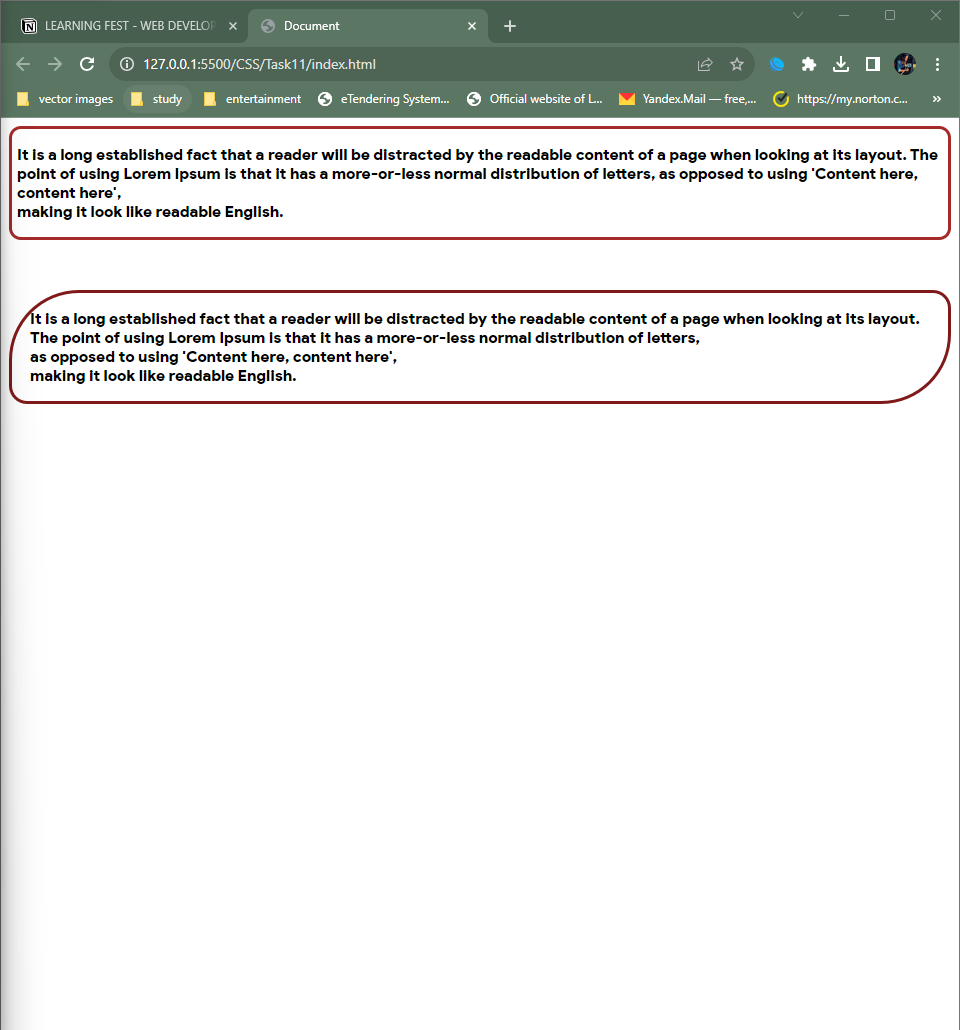 LEARNING FEST - WEB DEVELOP
Document
127.0.0.1:5500/CSS/Task11/index.html
vector images study entertainment eTendering System... Official website of L... Yandex.Mail — free,... https://my.norton.c... »
It is a long established fact that a reader will be distracted by the readable content of a page when looking at its layout. The
point of using Lorem Ipsum is that it has a more-or-less normal distribution of letters, as opposed to using 'Content here,
content here',
making it look like readable English.
It is a long established fact that a reader will be distracted by the readable content of a page when looking at its layout.
The point of using Lorem Ipsum is that it has a more-or-less normal distribution of letters,
as opposed to using 'Content here, content here',
making it look like readable English.